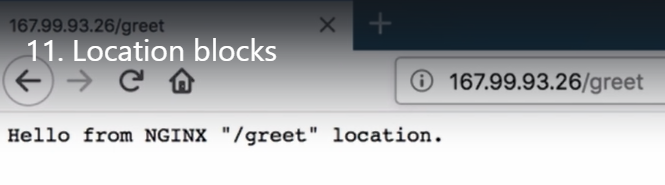 167.99.93.26/greet
11. Location blocks
167.99.93.26/greet
Hello from NGINX "/greet" location.